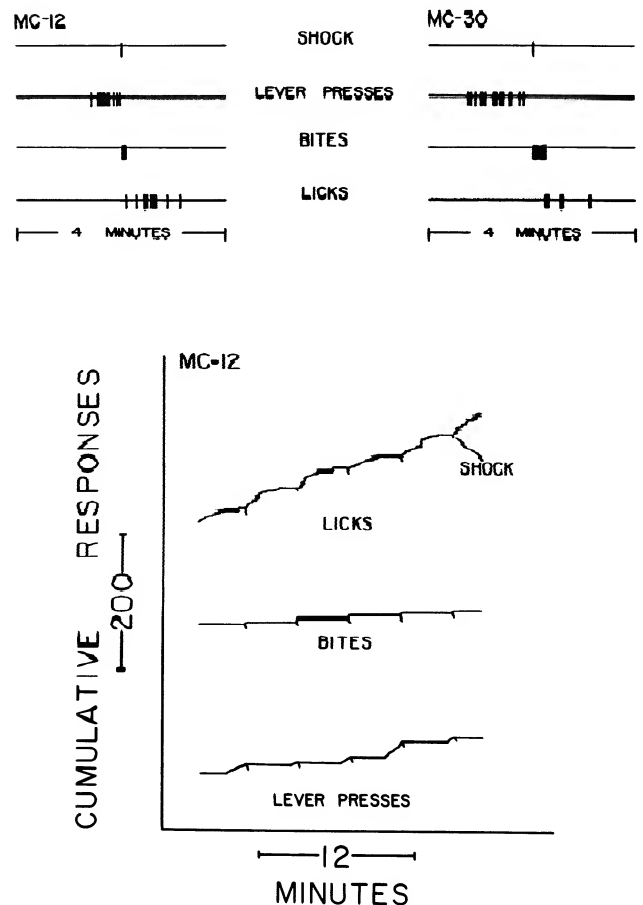 MC-12
MC-30
SHOCK
LEVER PRESSES
BITES
LICKS
4 MINUTES
4 MINUTES
MC-12
CUMULATIVE RESPONSES
200
SHOCK
LICKS
BITES
LEVER PRESSES
12
MINUTES